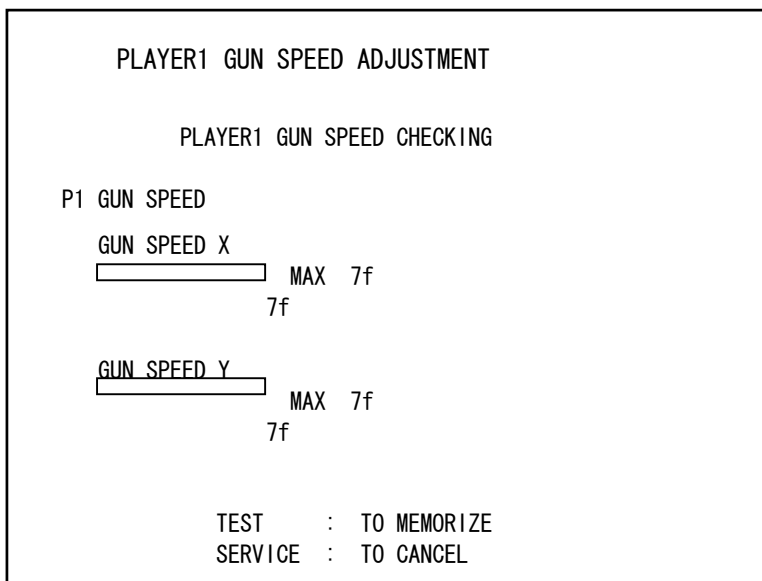 PLAYER1 GUN SPEED ADJUSTMENT
PLAYER1 GUN SPEED CHECKING
P1 GUN SPEED
GUN SPEED X
MAX 7f
7f
GUN SPEED Y
MAX 7f
7f
TEST : TO MEMORIZE
SERVICE : TO CANCEL